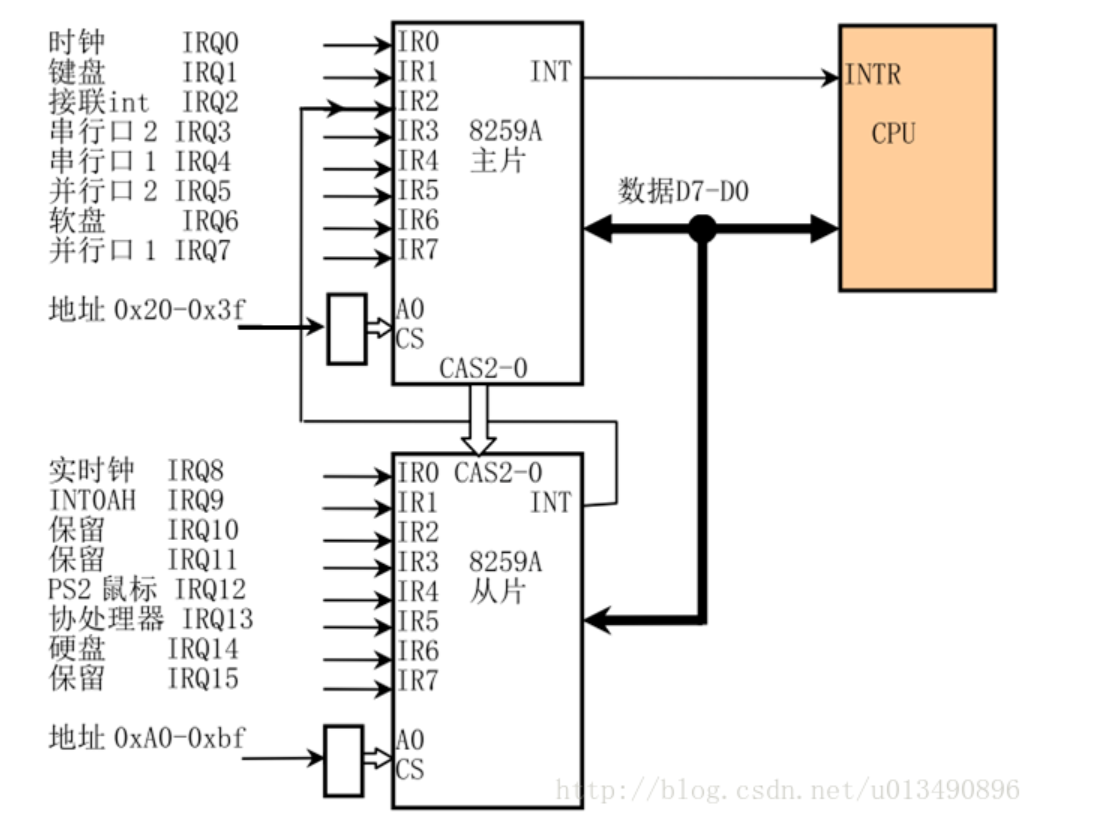 时钟 IRQ0
键盘 IRQ1
接联int IRQ2
串行口2 IRQ3
串行口1 IRQ4
并行口2 IRQ5
软盘 IRQ6
并行口1 IRQ7
地址 0x20-0x3f
IR0
IR1
IR2
IR3
IR4
IR5
IR6
IR7
A0
CS
INT
8259A
主片
CAS2-0
INTR
CPU
数据D7-D0
实时钟 IRQ8
INT0AH IRQ9
保留 IRQ10
保留 IRQ11
PS2鼠标 IRQ12
协处理器 IRQ13
硬盘 IRQ14
保留 IRQ15
地址 0xA0-0xbf
IR0 CAS2-0
IR1
IR2
IR3
IR4
IR5
IR6
IR7
A0
CS
INT
8259A
从片
http://blog.csdn.net/u013490896